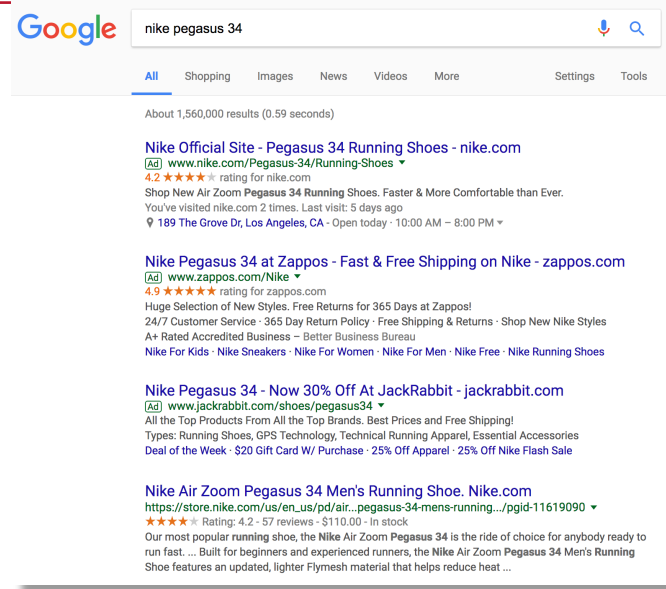 Google
nike pegasus 34
All Shopping Images News Videos More Settings Tools
About 1,560,000 results (0.59 seconds)
Nike Official Site - Pegasus 34 Running Shoes - nike.com
Ad www.nike.com/Pegasus-34/Running-Shoes
4.2 ★★★★★ rating for nike.com
Shop New Air Zoom Pegasus 34 Running Shoes. Faster & More Comfortable than Ever.
You've visited nike.com 2 times. Last visit: 5 days ago
189 The Grove Dr, Los Angeles, CA - Open today · 10:00 AM – 8:00 PM
Nike Pegasus 34 at Zappos - Fast & Free Shipping on Nike - zappos.com
Ad www.zappos.com/Nike
4.9 ★★★★★ rating for zappos.com
Huge Selection of New Styles. Free Returns for 365 Days at Zappos!
24/7 Customer Service · 365 Day Return Policy · Free Shipping & Returns · Shop New Nike Styles
A+ Rated Accredited Business – Better Business Bureau
Nike For Kids · Nike Sneakers · Nike For Women · Nike For Men · Nike Free · Nike Running Shoes
Nike Pegasus 34 - Now 30% Off At JackRabbit - jackrabbit.com
Ad www.jackrabbit.com/shoes/pegasus34
All the Top Products From All the Top Brands. Best Prices and Free Shipping!
Types: Running Shoes, GPS Technology, Technical Running Apparel, Essential Accessories
Deal of the Week · $20 Gift Card W/ Purchase · 25% Off Apparel · 25% Off Nike Flash Sale
Nike Air Zoom Pegasus 34 Men's Running Shoe. Nike.com
https://store.nike.com/us/en_us/pd/air...pegasus-34-mens-running.../pgid-11619090
★★★★★ Rating: 4.2 - 57 reviews - $110.00 - In stock
Our most popular running shoe, the Nike Air Zoom Pegasus 34 is the ride of choice for anybody ready to
run fast. ... Built for beginners and experienced runners, the Nike Air Zoom Pegasus 34 Men's Running
Shoe features an updated, lighter Flymesh material that helps reduce heat ...